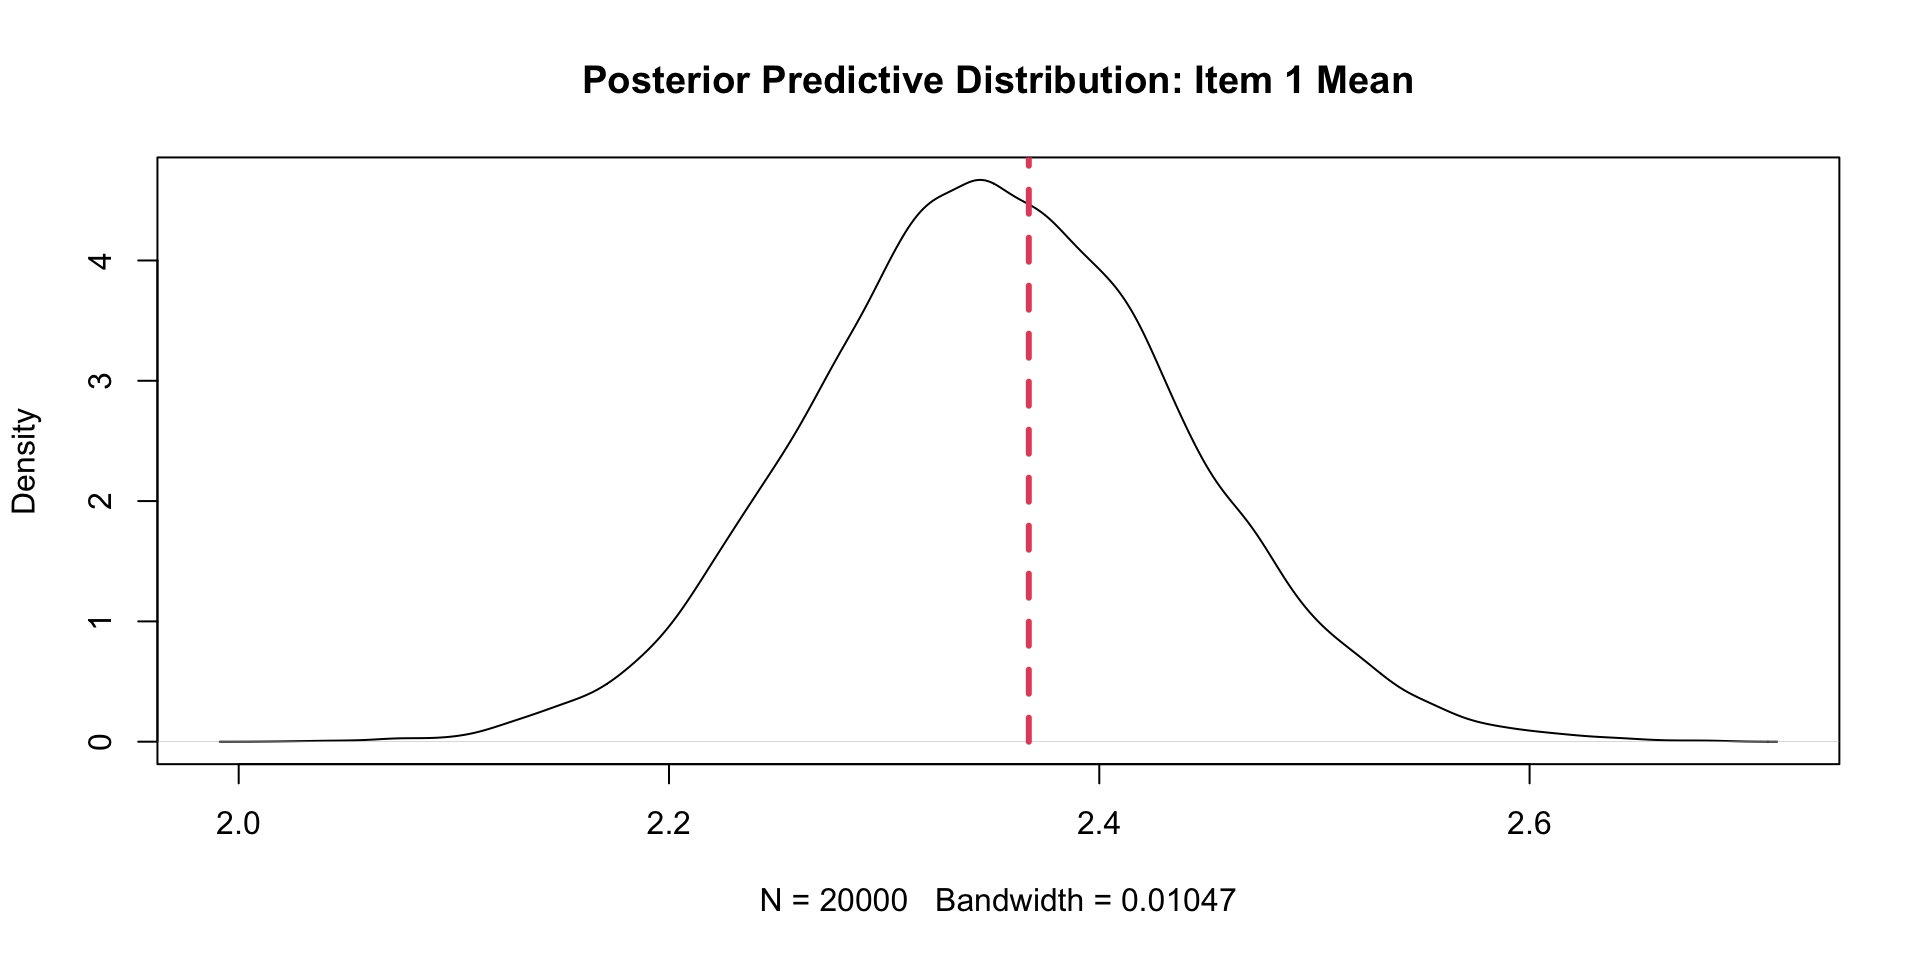 Posterior Predictive Distribution: Item 1 Mean
Density
4
3
2
1
0
2.0 2.2 2.4 2.6
N = 20000 Bandwidth = 0.01047